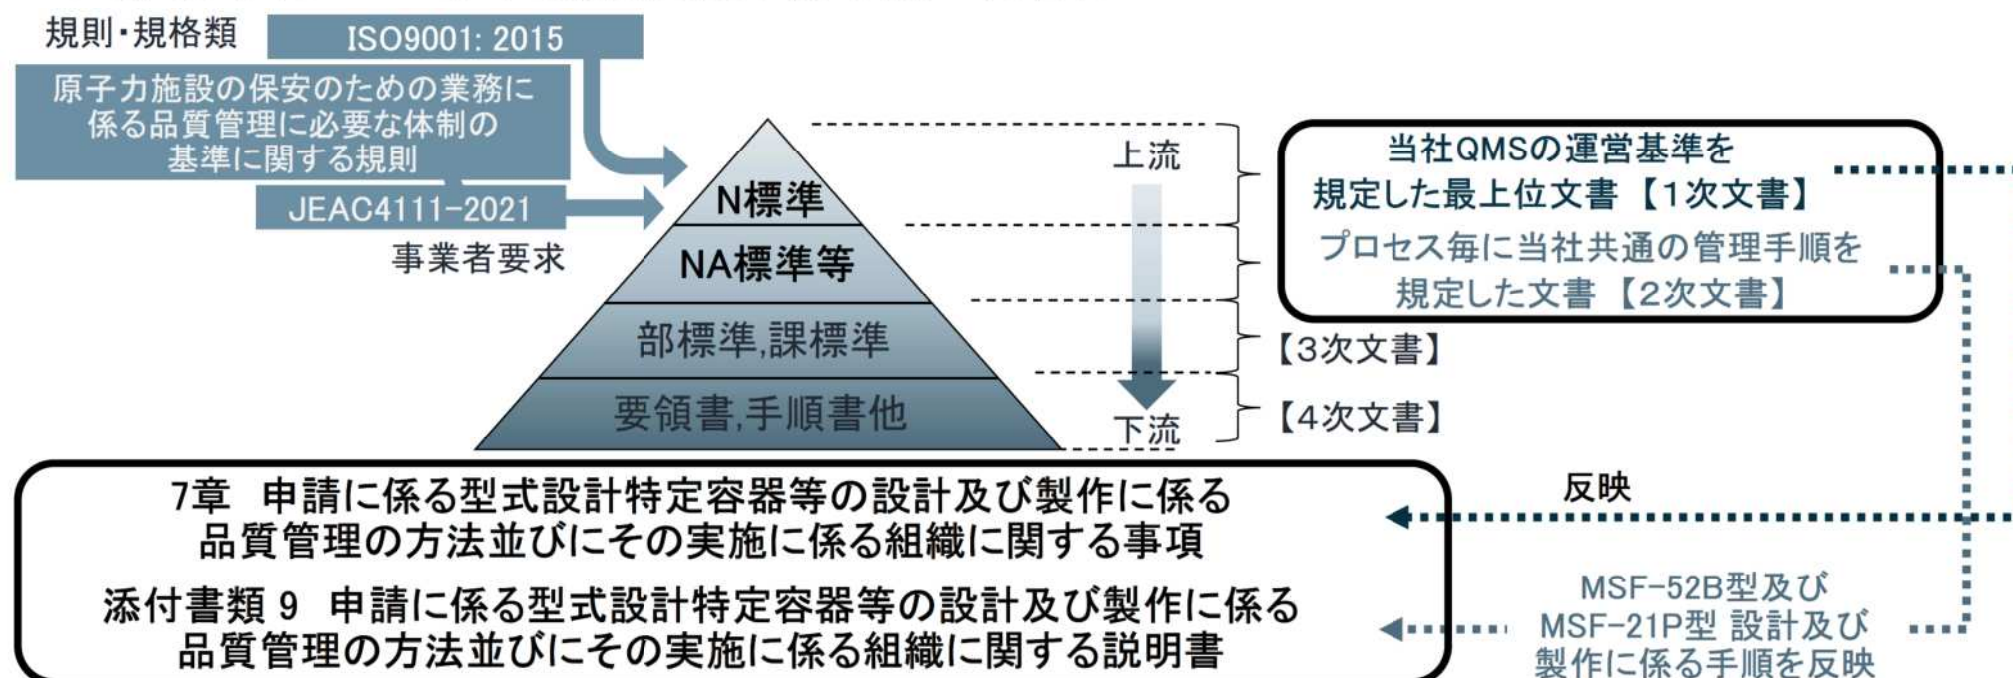 規則・規格類
ISO9001: 2015
原子力施設の保安のための業務に
係る品質管理に必要な体制の
基準に関する規則
JEAC4111-2021
事業者要求
N標準
NA標準等
部標準,課標準
要領書,手順書他
上流
下流
当社QMSの運営基準を
規定した最上位文書【1次文書】
プロセス毎に当社共通の管理手順を
規定した文書【2次文書】
【3次文書】
【4次文書】
7章 申請に係る型式設計特定容器等の設計及び製作に係る
品質管理の方法並びにその実施に係る組織に関する事項
添付書類 9 申請に係る型式設計特定容器等の設計及び製作に係る
品質管理の方法並びにその実施に係る組織に関する説明書
反映
MSF-52B型及び
MSF-21P型 設計及び
製作に係る手順を反映